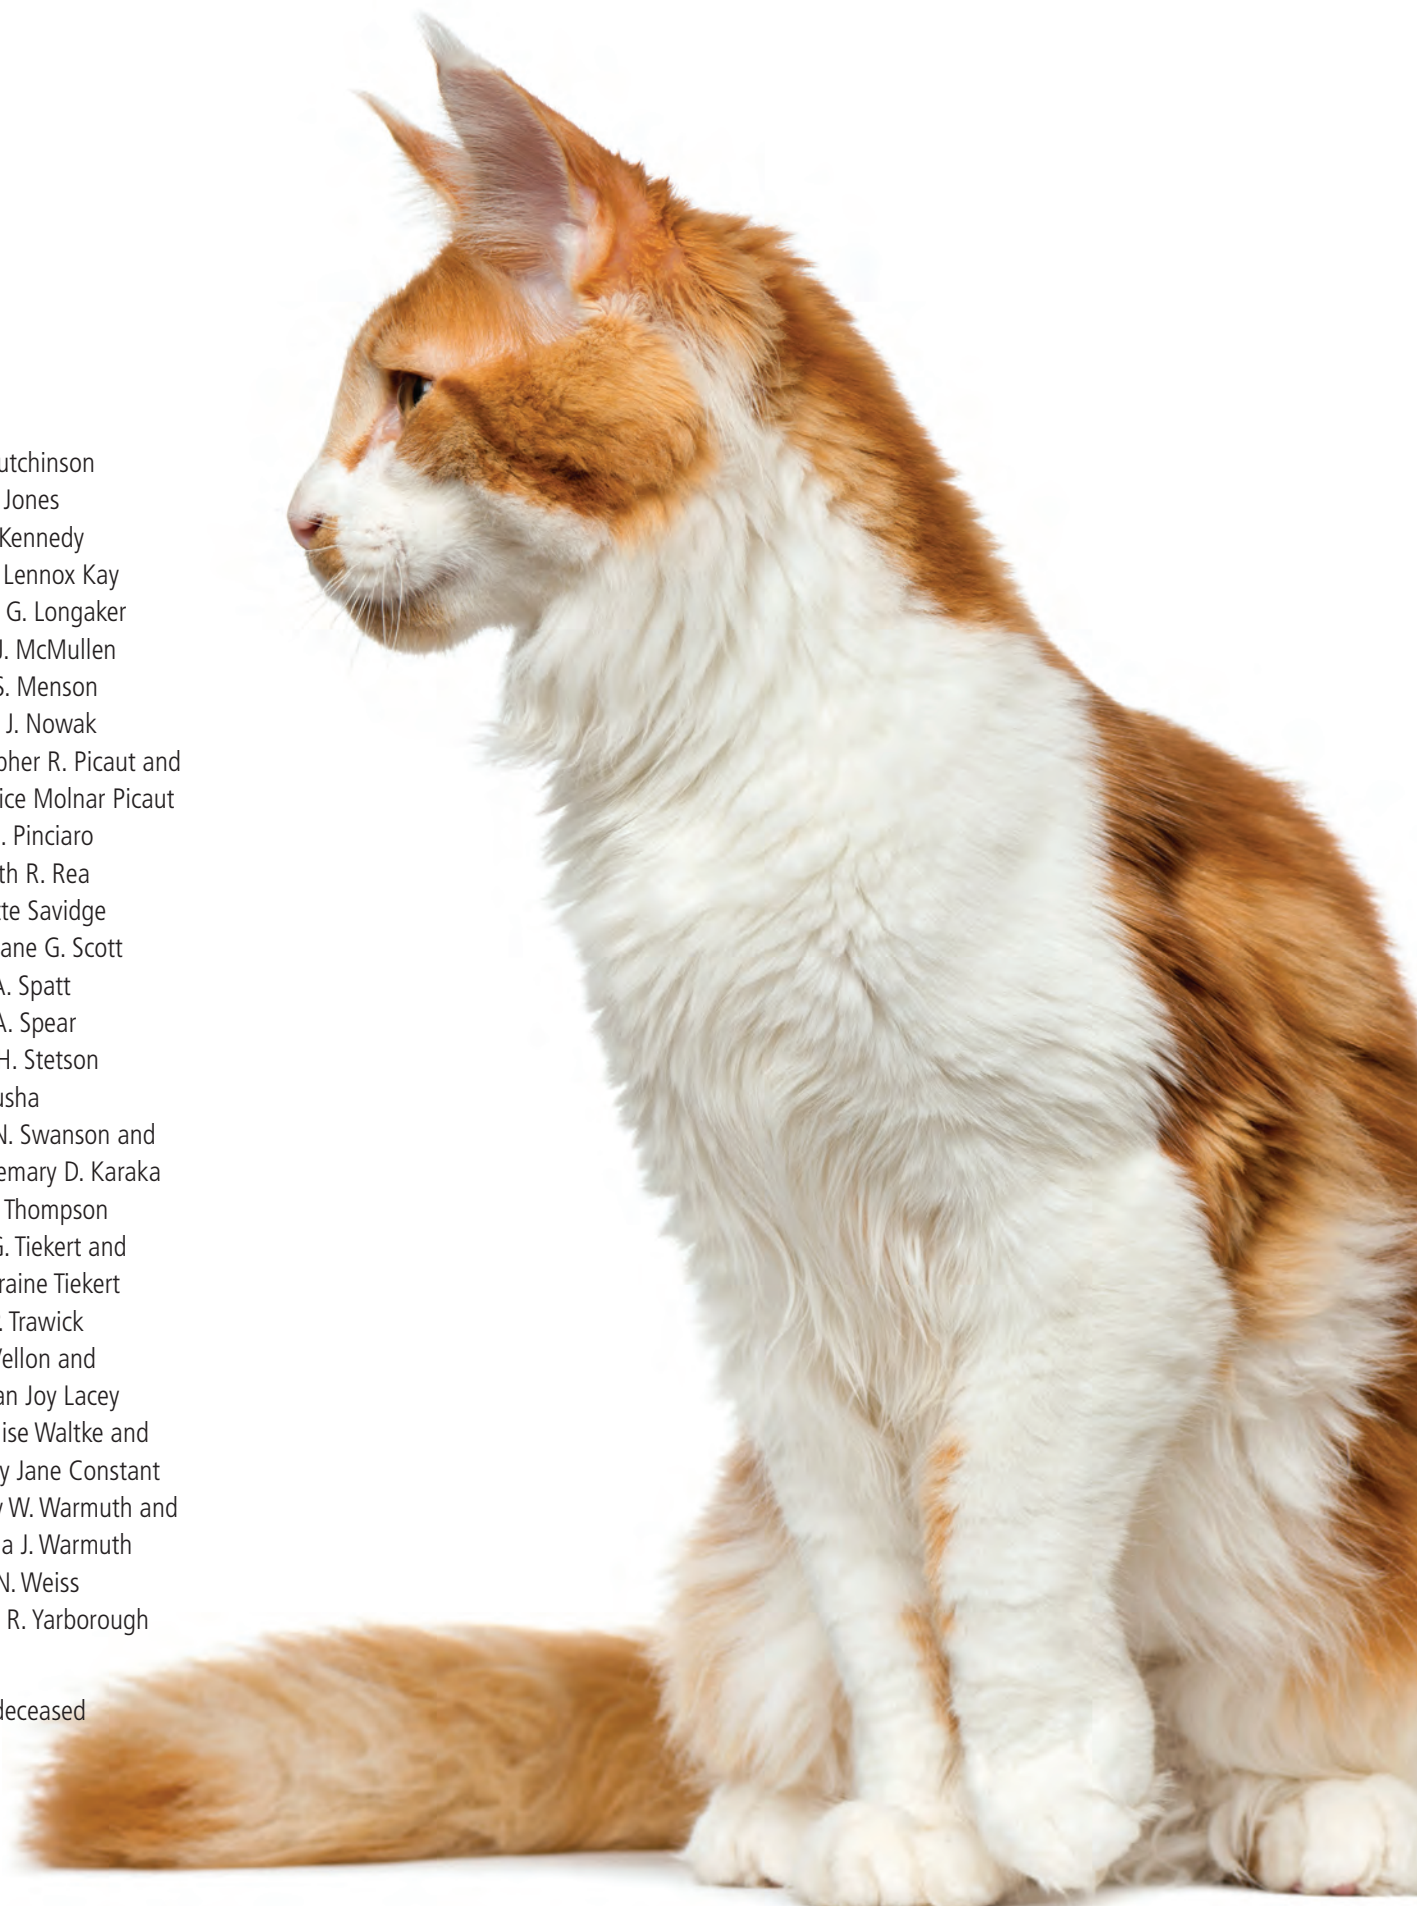 utchinson
Jones
Kennedy
Lennox Kay
G. Longaker
J. McMullen
S. Menson
J. Nowak
pher R. Picaut and
ice Molnar Picaut
. Pinciaro
th R. Rea
tte Savidge
ane G. Scott
A. Spatt
A. Spear
H. Stetson
usha
N. Swanson and
emary D. Karaka
Thompson
G. Tiekert and
raine Tiekert
. Trawick
Vellon and
an Joy Lacey
ise Waltke and
y Jane Constant
y W. Warmuth and
a J. Warmuth
N. Weiss
R. Yarborough
deceased